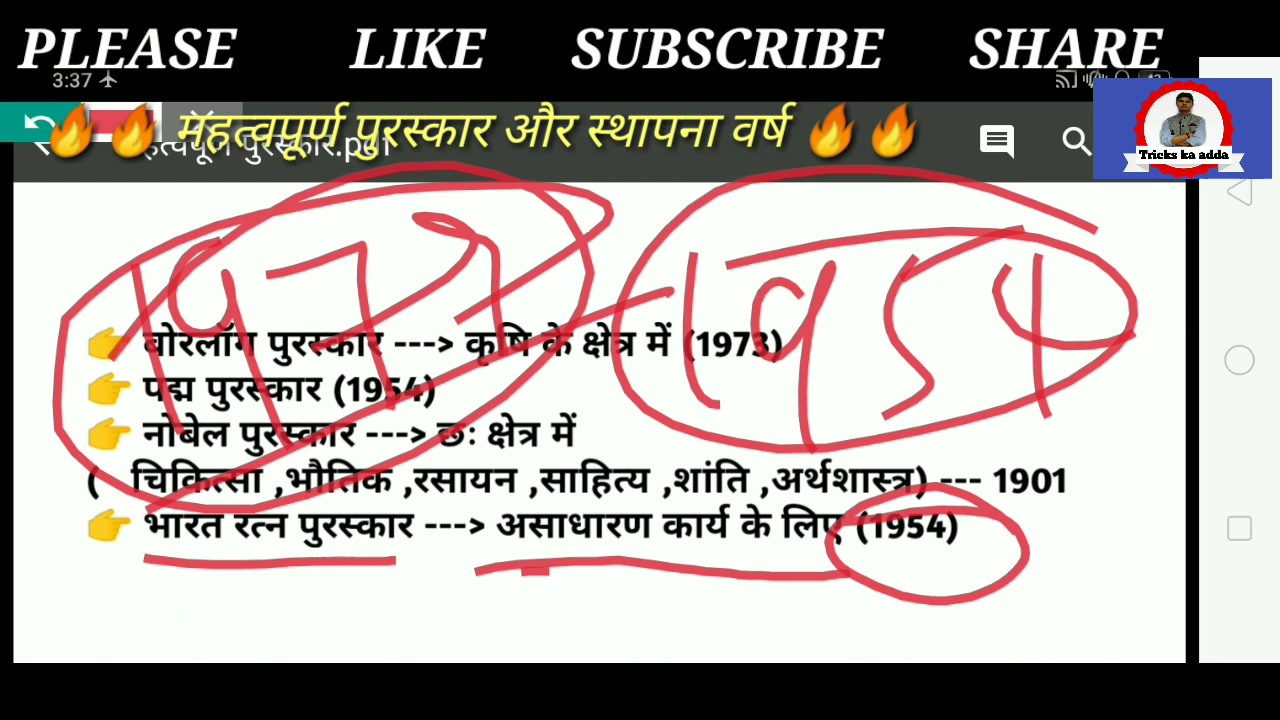 PLEASE LIKE SUBSCRIBE SHARE
3:37
🔥🔥 महत्वपूर्ण पुरस्कार और स्थापना वर्ष 🔥🔥
Tricks ka adda
1973 1954
👉 बोरलॉग पुरस्कार ---> कृषि के क्षेत्र में (1973)
👉 पद्म पुरस्कार (1954)
👉 नोबेल पुरस्कार ---> छः क्षेत्र में
( चिकित्सा ,भौतिक ,रसायन ,साहित्य ,शांति ,अर्थशास्त्र) --- 1901
👉 भारत रत्न पुरस्कार ---> असाधारण कार्य के लिए (1954)